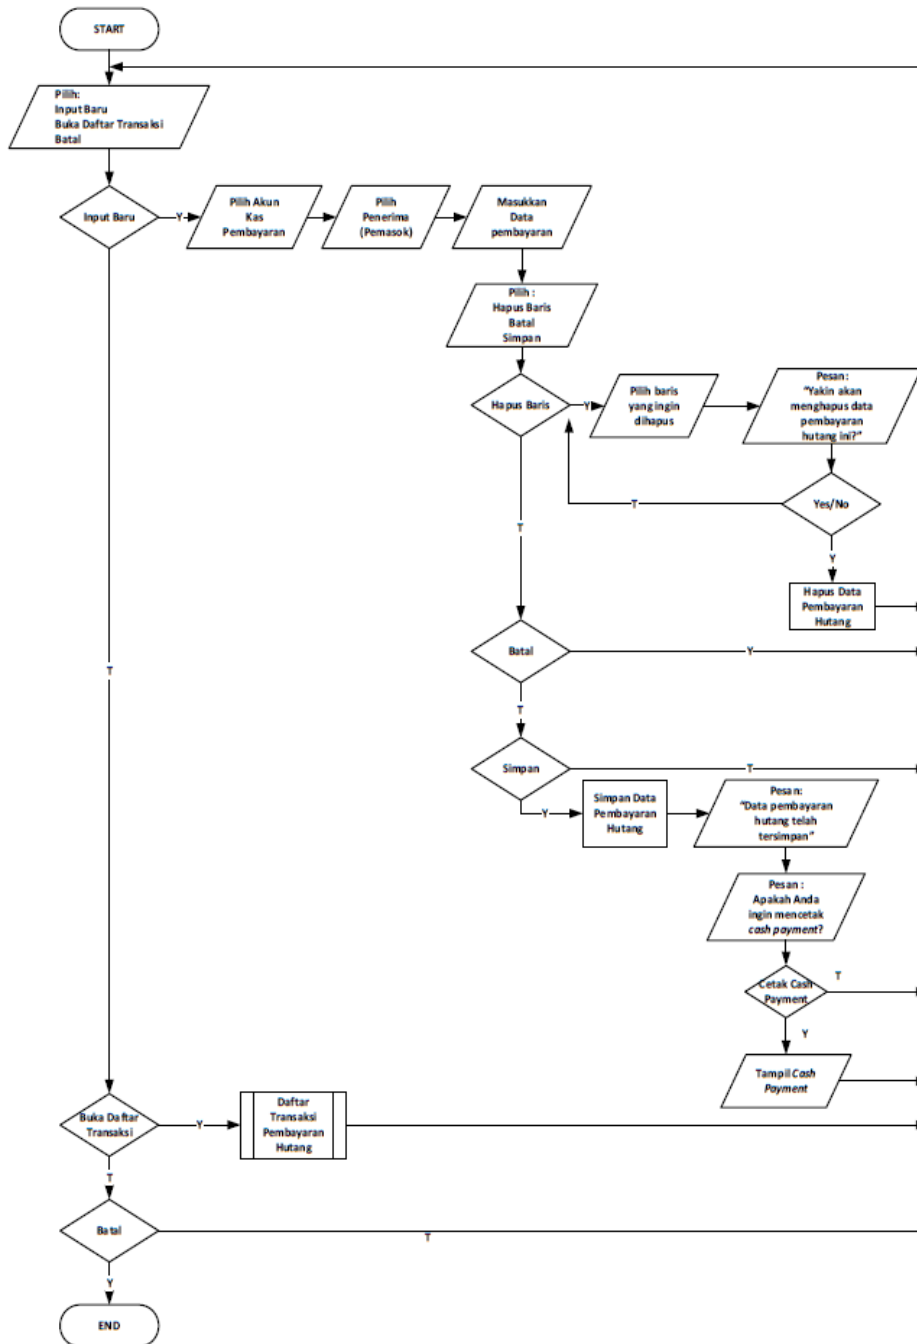 START
Pilih:
Input Baru
Buka Daftar Transaksi
Batal
Input Baru
Y
Pilih Akun
Kas
Pembayaran
Pilih
Penerima
(Pemasok)
Masukkan
Data
pembayaran
Pilih :
Hapus Baris
Batal
Simpan
Hapus Baris
Y
Pilih baris
yang ingin
dihapus
Pesan:
“Yakin akan
menghapus data
pembayaran
hutang ini?”
Yes/No
T
Y
Hapus Data
Pembayaran
Hutang
T
Batal
Y
T
Simpan
T
Y
Simpan Data
Pembayaran
Hutang
Pesan:
“Data pembayaran
hutang telah
tersimpan”
Pesan :
Apakah Anda
ingin mencetak
cash payment?
Cetak Cash
Payment
T
Y
Tampil Cash
Payment
T
Buka Daftar
Transaksi
Y
Daftar
Transaksi
Pembayaran
Hutang
T
Batal
T
Y
END